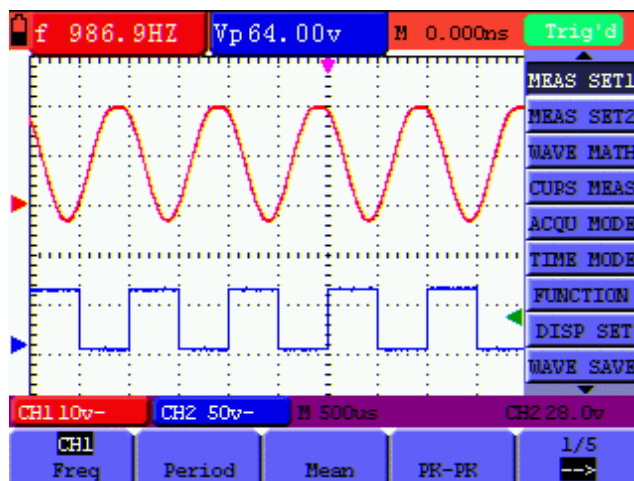 f 986.9HZ Vp64.00v M 0.000ns Trig'd
MEAS SET1
MEAS SET2
WAVE MATH
CUPS MEAS
ACQU MODE
TIME MODE
FUNCTION
DISP SET
WAVE SAVE
CH1 10v- CH2 50v- M 500us CH2 28.0v
CH1
Freq
Period
Mean
PK-PK
1/5
-->